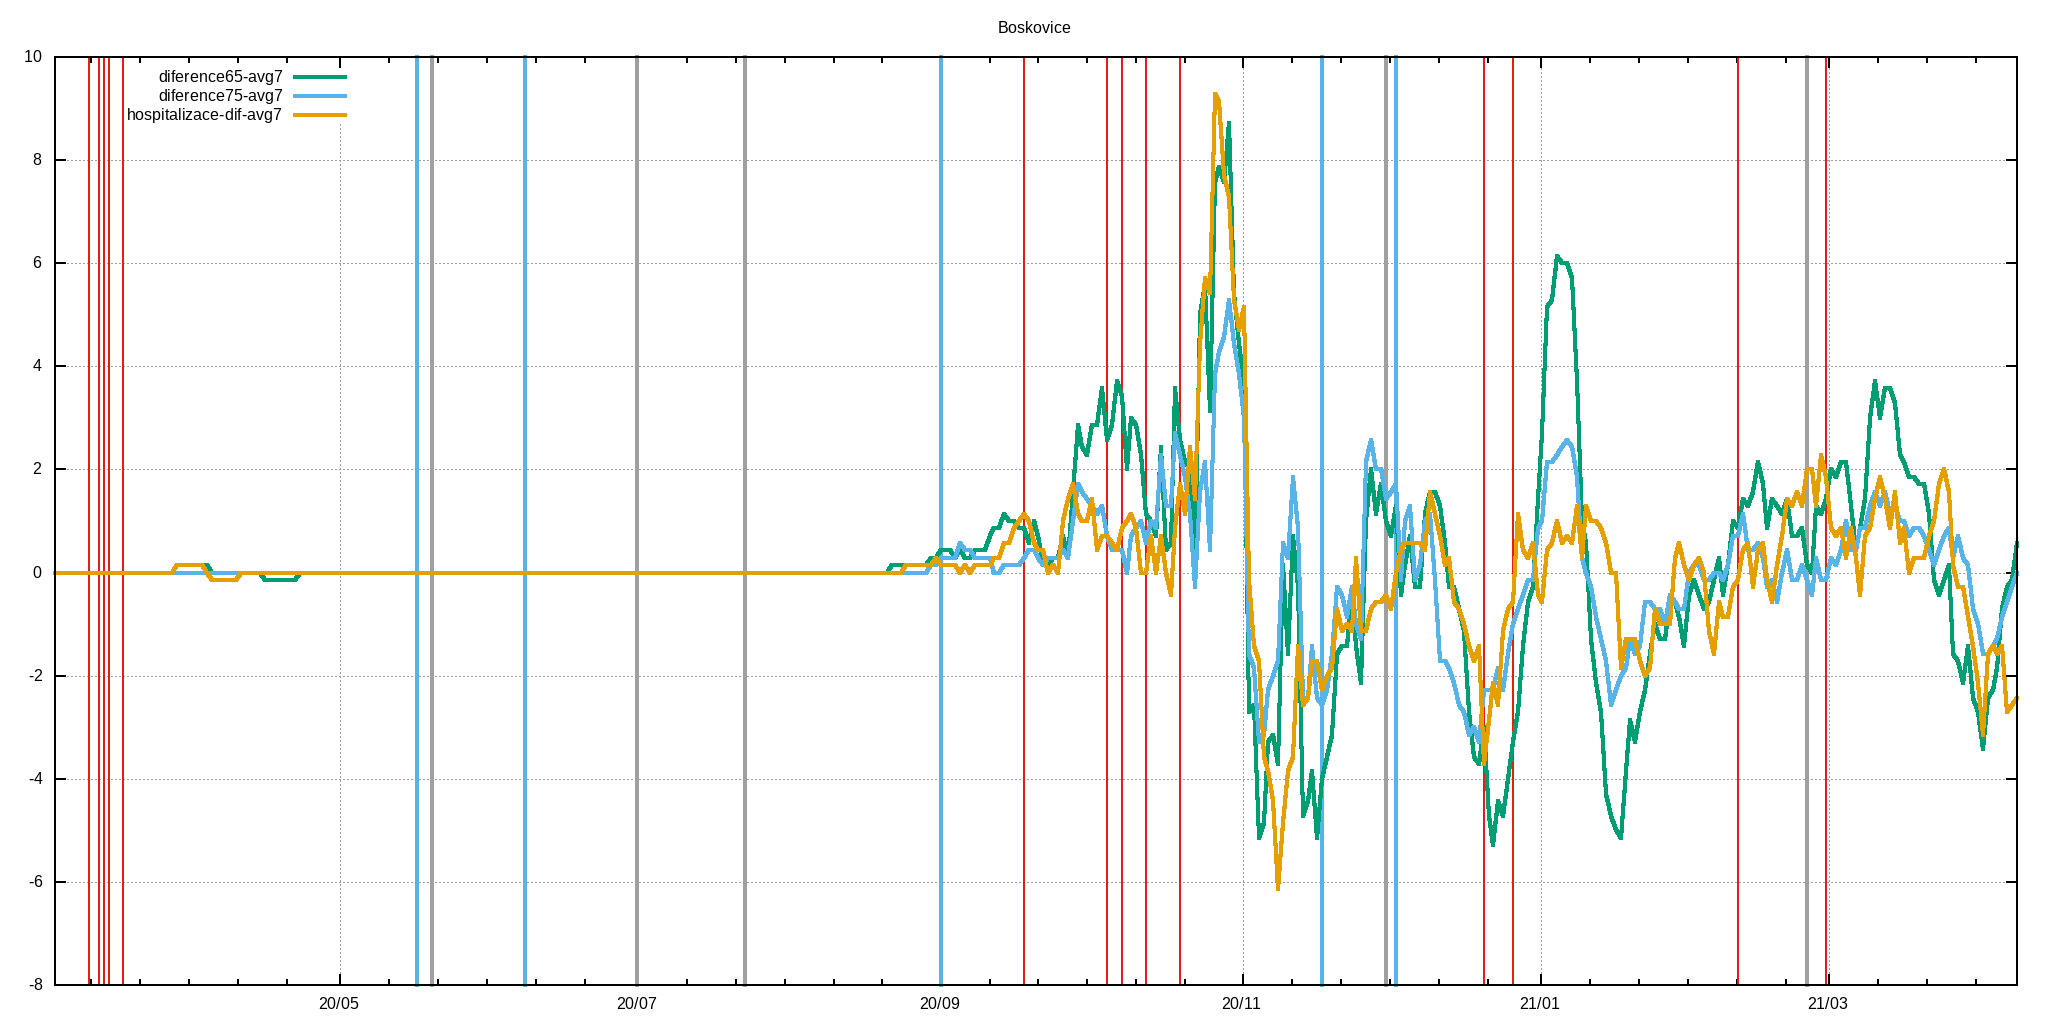 Boskovice
10
diference65-avg7
diference75-avg7
hospitalizace-dif-avg7
8
6
4
2
0
-2
-4
-6
-8
20/05 20/07 20/09 20/11 21/01 21/03